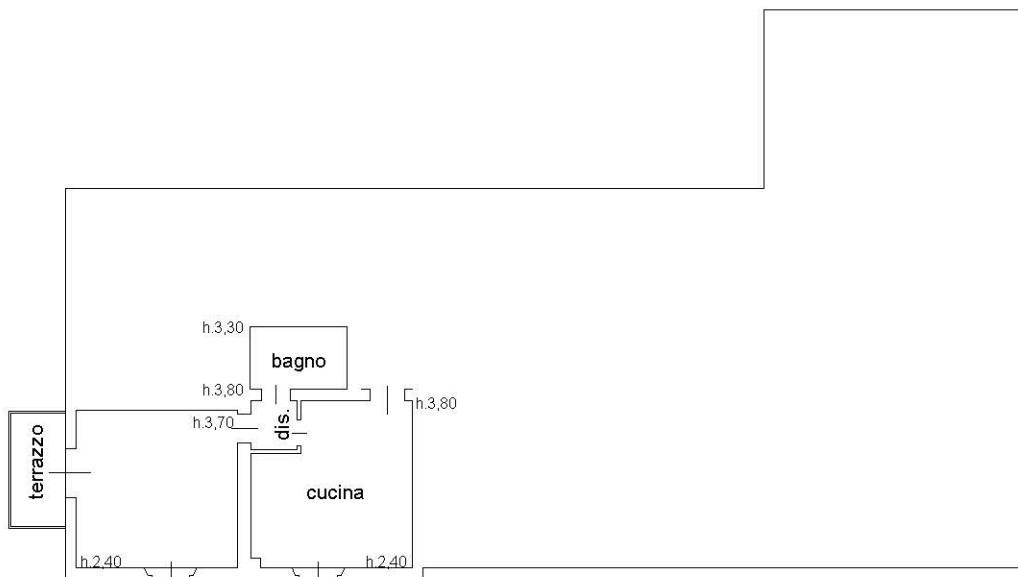 h.3,30
bagno
h.3,80
h.3,80
h.3,70
dis.
terrazzo
cucina
h.2,40
h.2,40